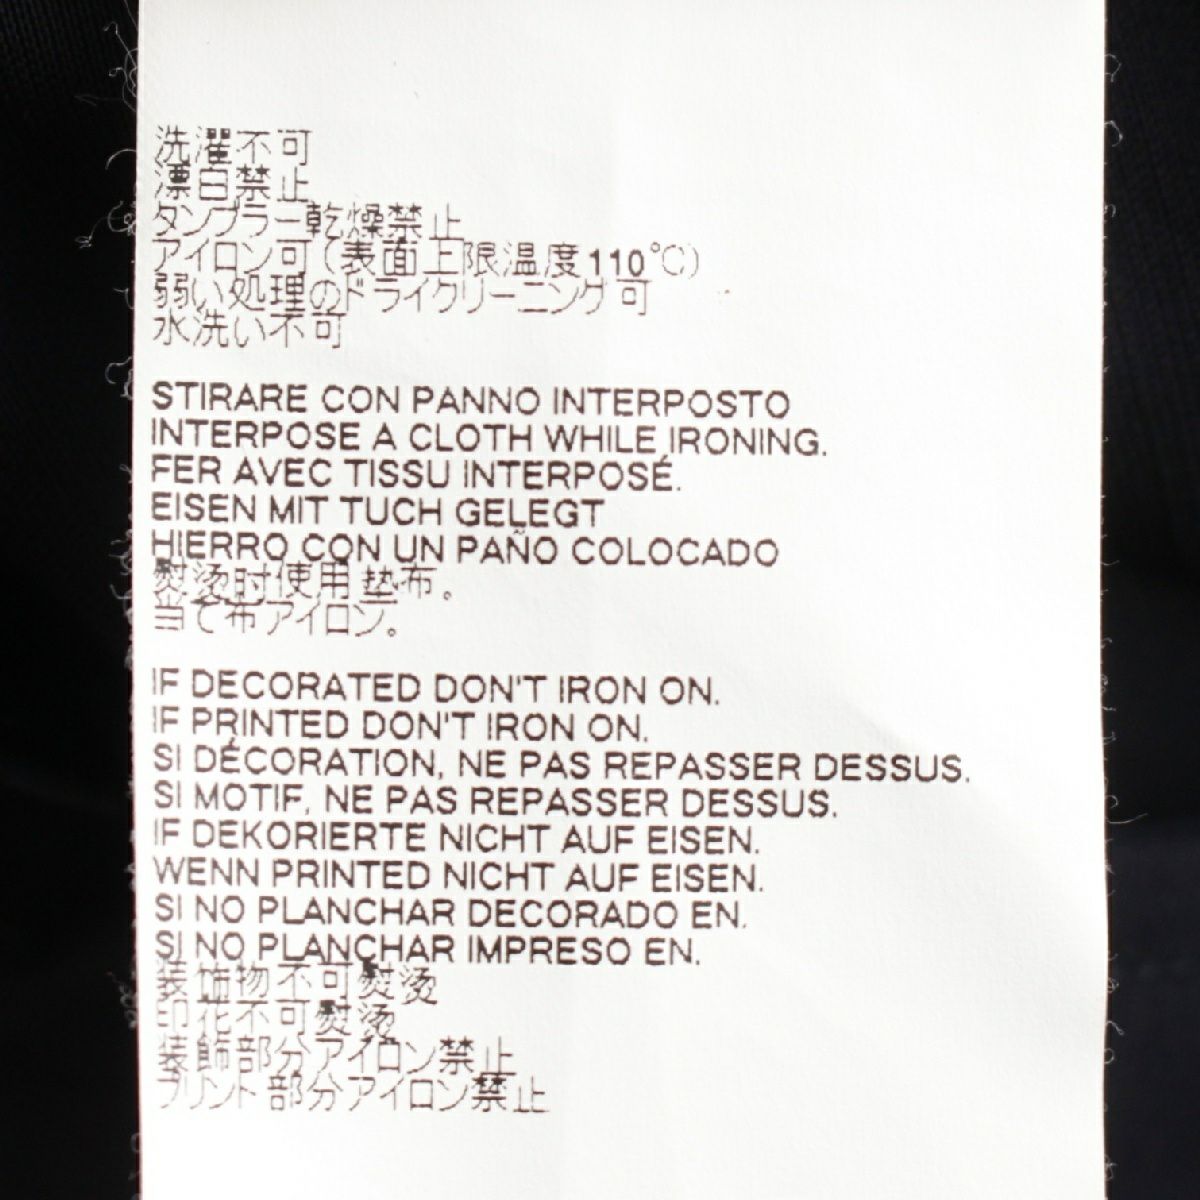 洗濯不可
漂白禁止
タンブラー乾燥禁止
アイロン可(表面上限温度110℃)
弱い処理のドライクリーニング可
水洗い不可
STIRARE CON PANNO INTERPOSTO
INTERPOSE A CLOTH WHILE IRONING.
FER AVEC TISSU INTERPOSÉ.
EISEN MIT TUCH GELEGT
HIERRO CON UN PAÑO COLOCADO
熨烫时使用垫布。
当て布アイロン。
IF DECORATED DON'T IRON ON.
IF PRINTED DON'T IRON ON.
SI DÉCORATION, NE PAS REPASSER DESSUS.
SI MOTIF, NE PAS REPASSER DESSUS.
IF DEKORIERTE NICHT AUF EISEN.
WENN PRINTED NICHT AUF EISEN.
SI NO PLANCHAR DECORADO EN.
SI NO PLANCHAR IMPRESO EN.
装饰物不可熨烫
印花不可熨烫
装飾部分アイロン禁止
プリント部分アイロン禁止